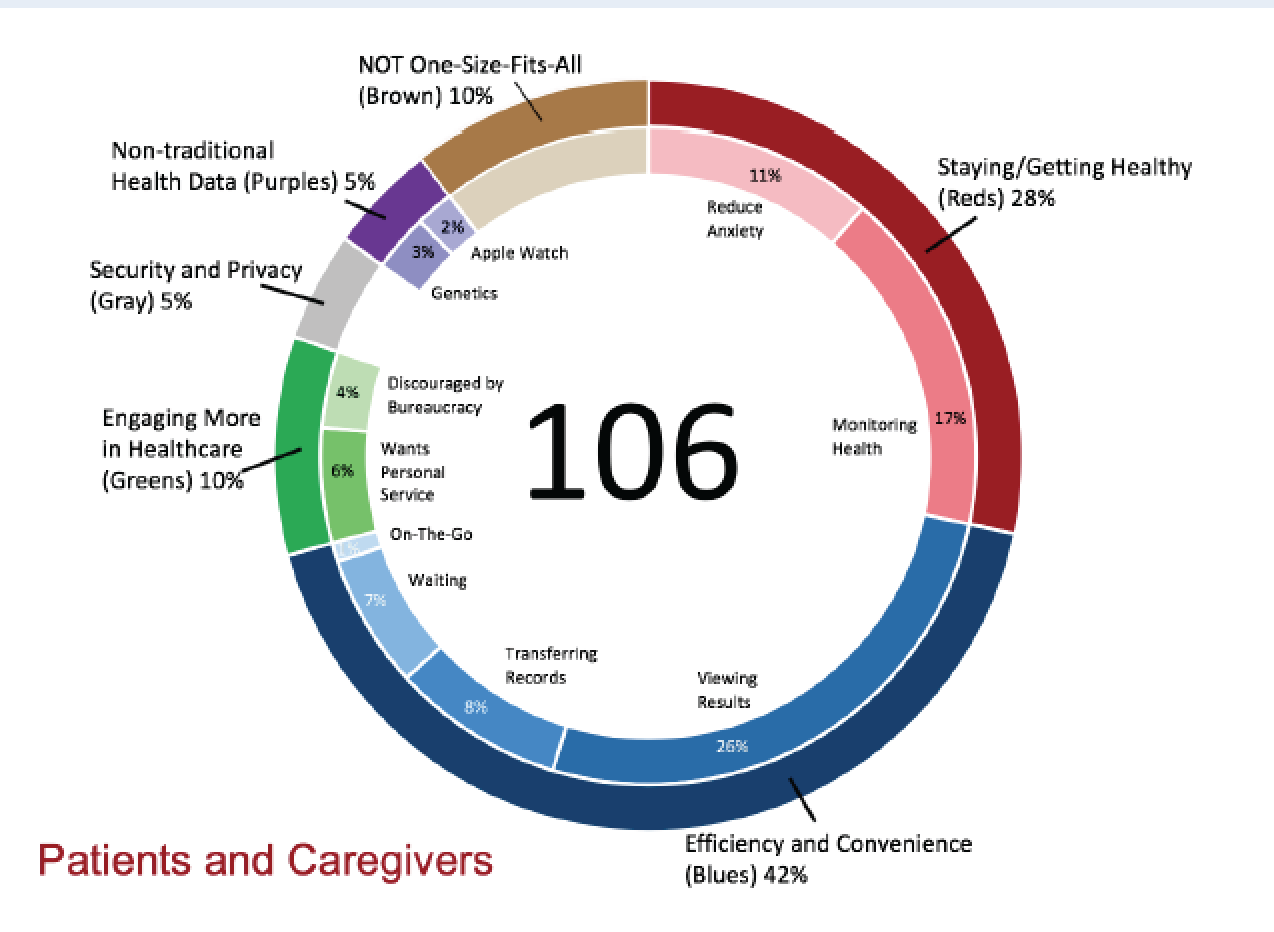 NOT One-Size-Fits-All
(Brown) 10%
Non-traditional
Health Data (Purples) 5%
Security and Privacy
(Gray) 5%
Engaging More
in Healthcare
(Greens) 10%
Staying/Getting Healthy
(Reds) 28%
Efficiency and Convenience
(Blues) 42%
11%
Reduce
Anxiety
17%
Monitoring
Health
26%
Viewing
Results
8%
Transferring
Records
7%
Waiting
On-The-Go
6%
Wants
Personal
Service
4%
Discouraged by
Bureaucracy
3%
Genetics
2%
Apple Watch
106
Patients and Caregivers